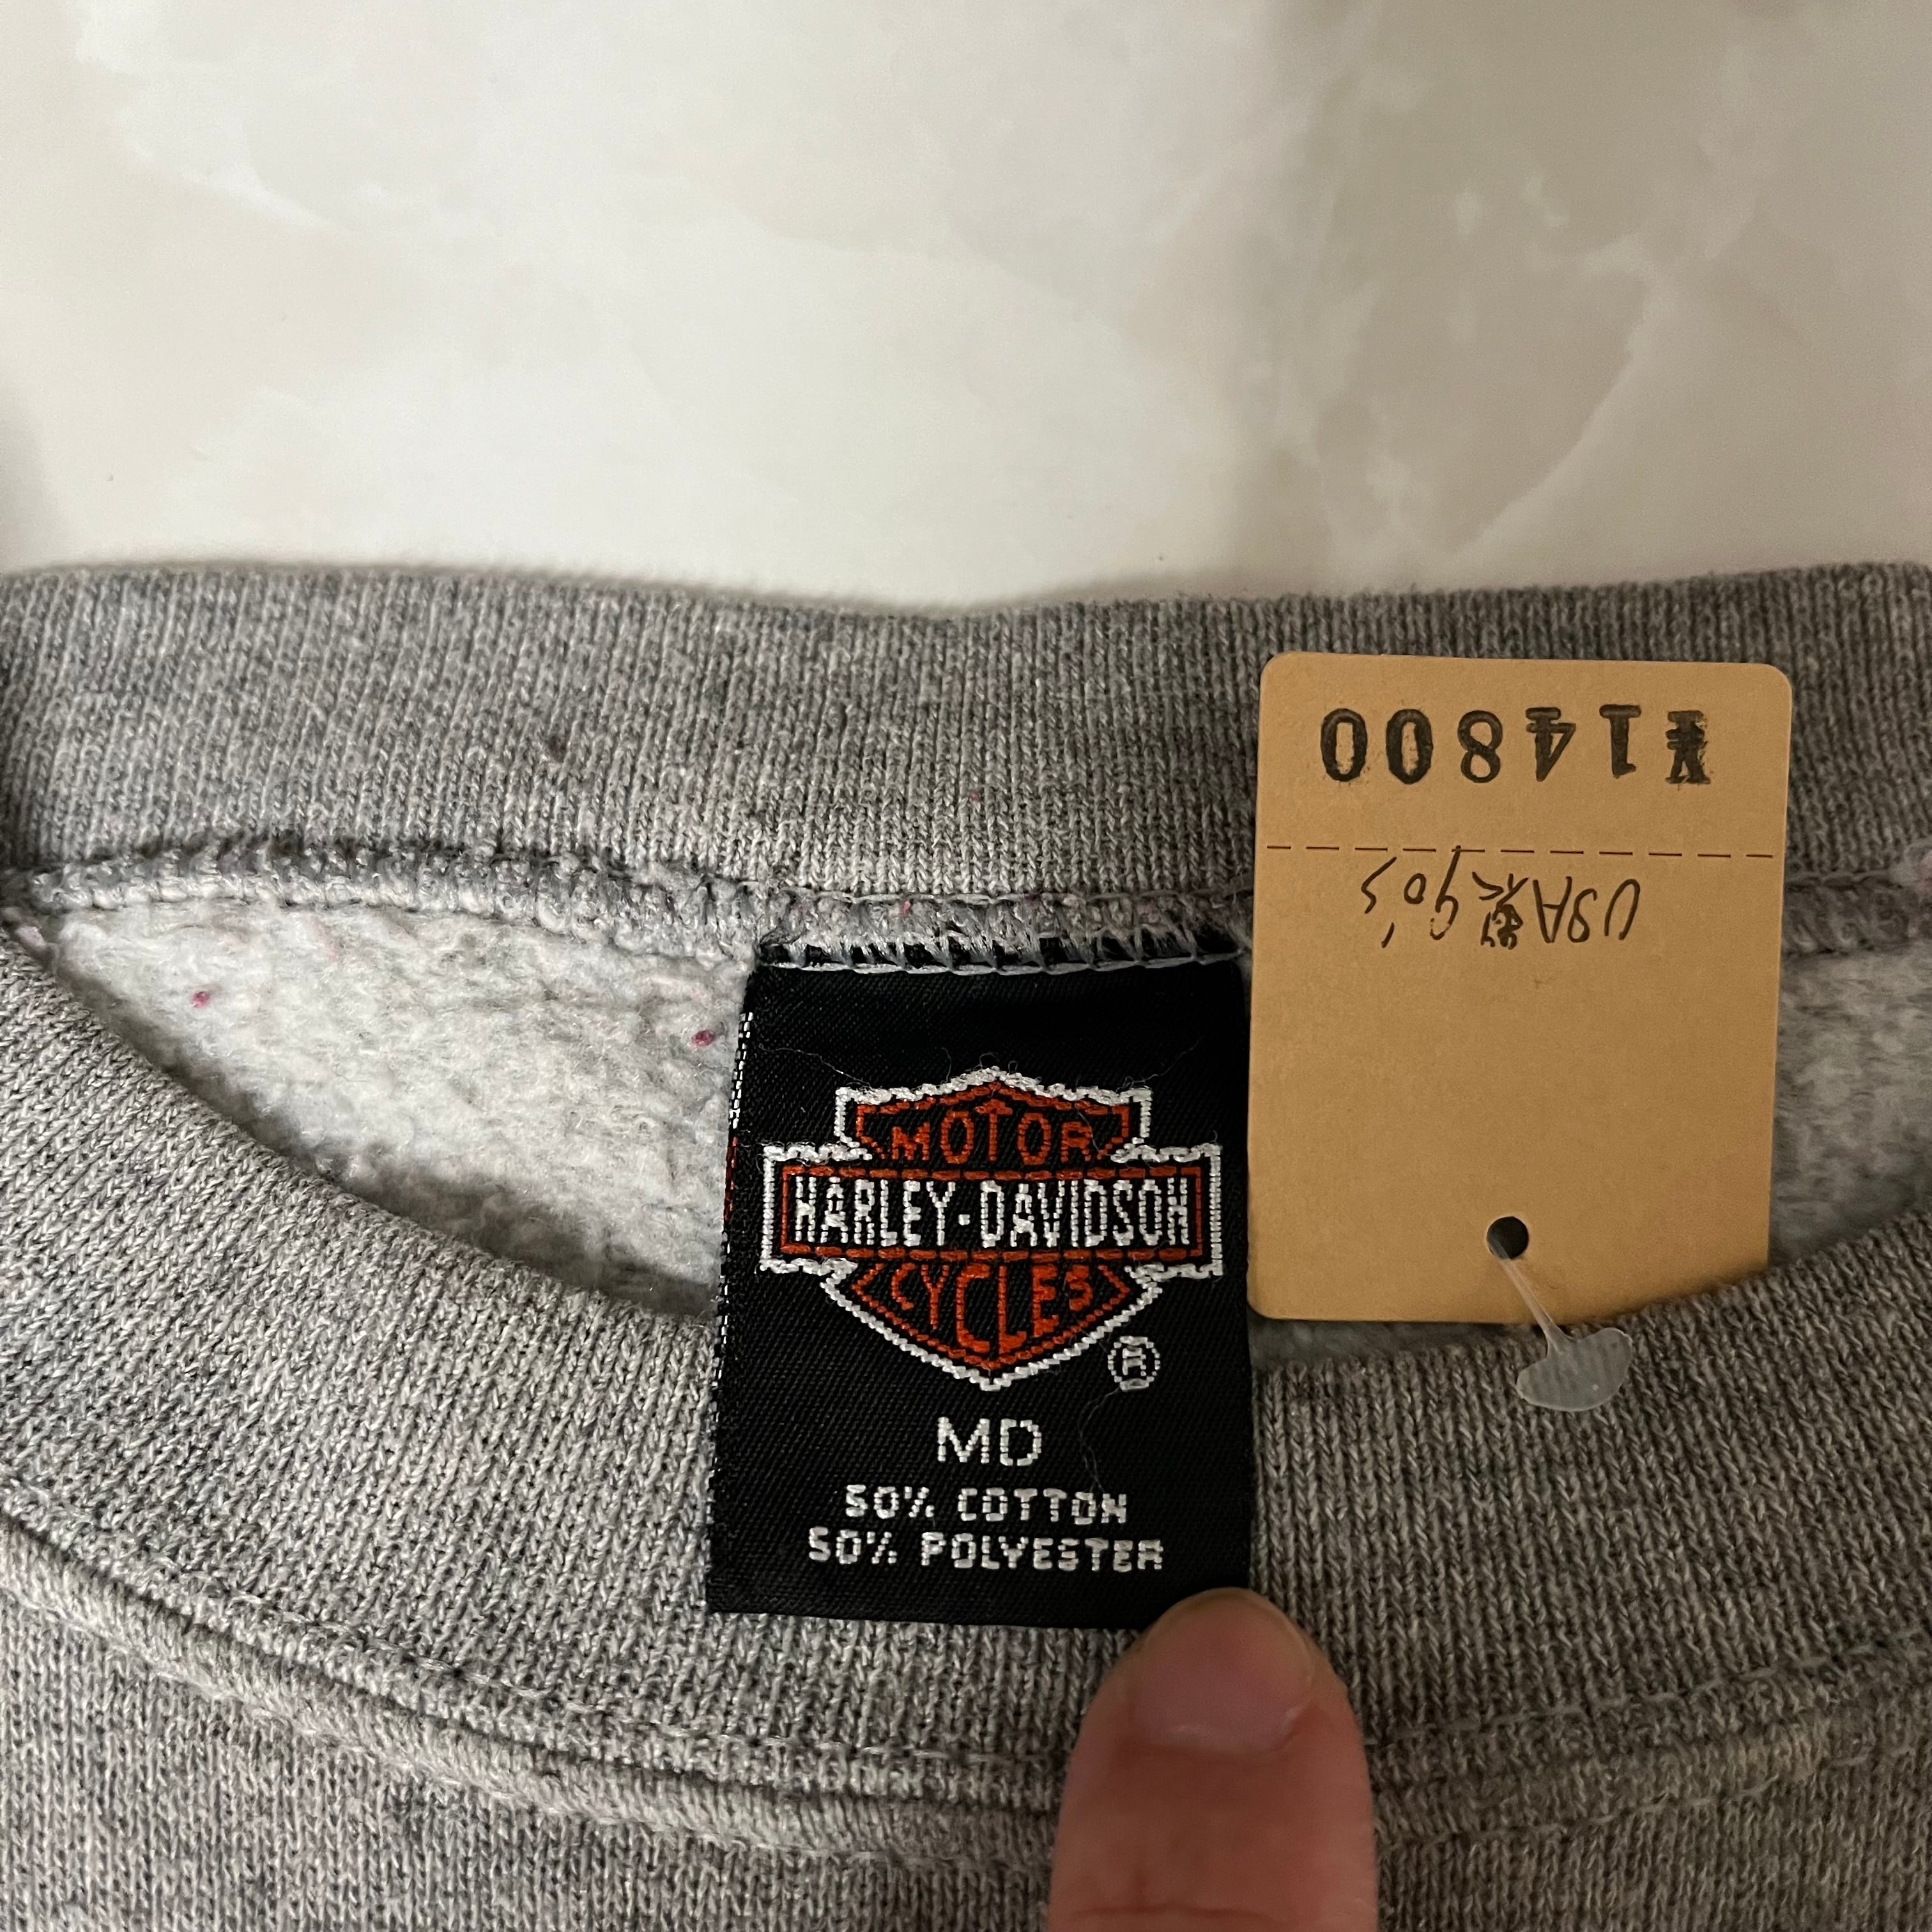 MOTOR
HARLEY-DAVIDSON
CYCLES
®
MD
50% COTTON
50% POLYESTER
¥14800
USA製 90's